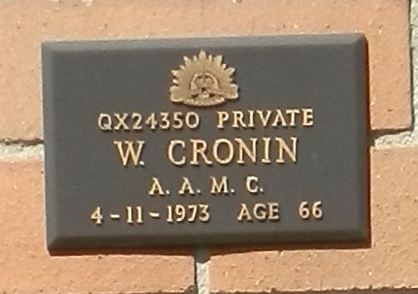 QX24350 PRIVATE
W. CRONIN
A. A. M. C.
4-11-1973 AGE 66